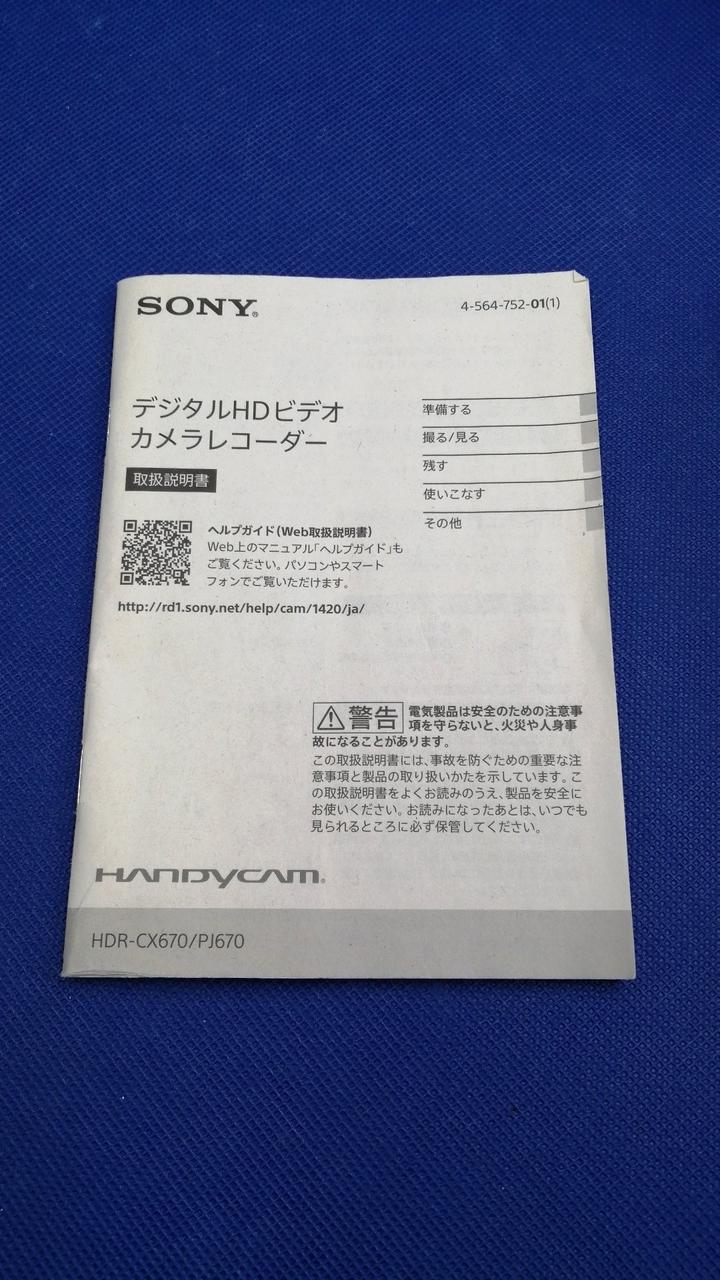 SONY®
4-564-752-01(1)
デジタルHDビデオ
カメラレコーダー
取扱説明書
準備する
撮る/見る
残す
使いこなす
その他
ヘルプガイド(Web取扱説明書)
Web上のマニュアル「ヘルプガイド」も
ご覧ください。パソコンやスマート
フォンでご覧いただけます。
http://rd1.sony.net/help/cam/1420/ja/
警告
電気製品は安全のための注意事
項を守らないと、火災や人身事
故になることがあります。
この取扱説明書には、事故を防ぐための重要な注
意事項と製品の取り扱いかたを示しています。こ
の取扱説明書をよくお読みのうえ、製品を安全に
お使いください。お読みになったあとは、いつでも
見られるところに必ず保管してください。
HANDYCAM®
HDR-CX670/PJ670